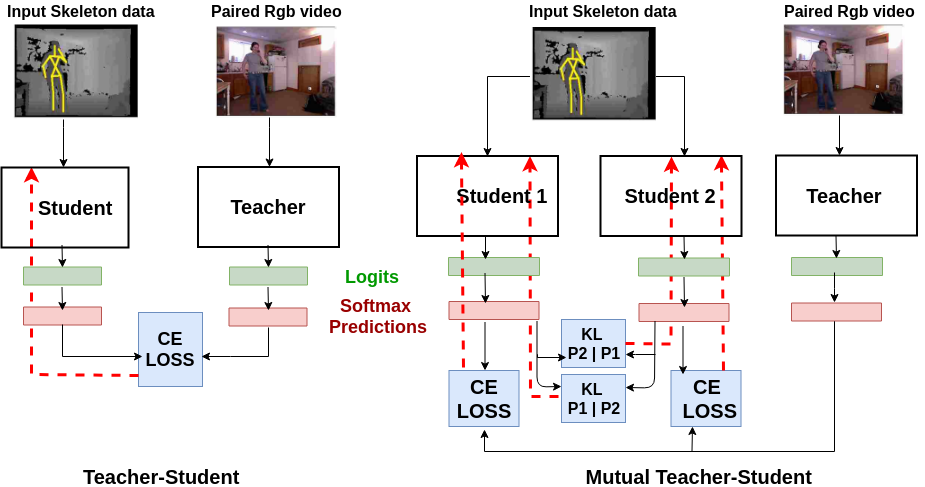 Input Skeleton data
Paired Rgb video
Input Skeleton data
Paired Rgb video
Student
Teacher
Student 1
Student 2
Teacher
Logits
Softmax
Predictions
CE
LOSS
KL
P2 | P1
KL
P1 | P2
CE
LOSS
CE
LOSS
Teacher-Student
Mutual Teacher-Student